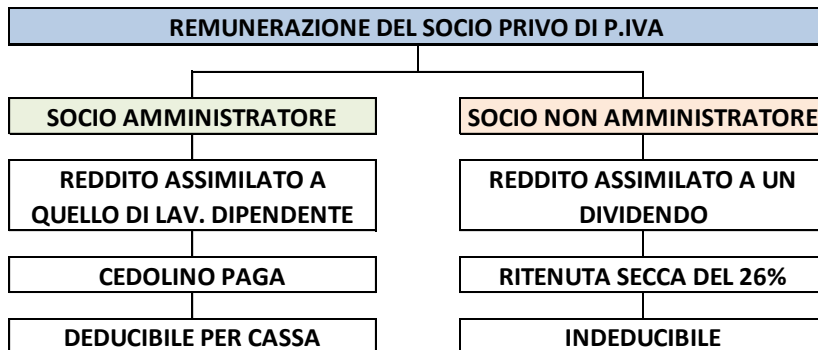 REMUNERAZIONE DEL SOCIO PRIVO DI P.IVA
SOCIO AMMINISTRATORE
SOCIO NON AMMINISTRATORE
REDDITO ASSIMILATO A
QUELLO DI LAV. DIPENDENTE
REDDITO ASSIMILATO A UN
DIVIDENDO
CEDOLINO PAGA
RITENUTA SECCA DEL 26%
DEDUCIBILE PER CASSA
INDEDUCIBILE